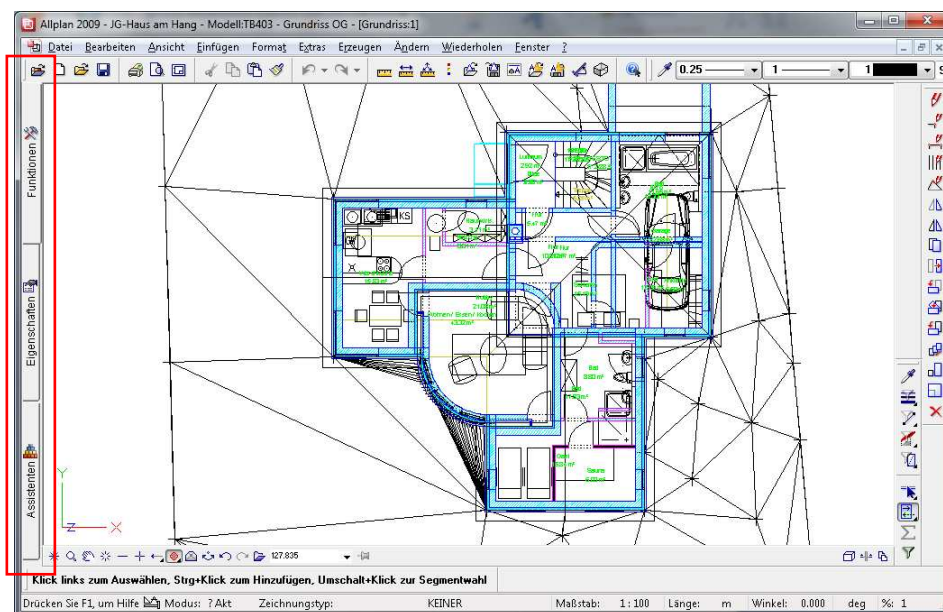 Allplan 2009 - JG-Haus am Hang - Modell:TB403 - Grundriss OG - [Grundriss:1]
Datei Bearbeiten Ansicht Einfügen Format Extras Erzeugen Ändern Wiederholen Fenster ?
0.25 1 1
Funktionen
Eigenschaften
Assistenten
KS
Flur
Flur
Bad
Sauna
Y
Z X
127.835
Klick links zum Auswählen, Strg+Klick zum Hinzufügen, Umschalt+Klick zur Segmentwahl
Drücken Sie F1, um Hilfe Modus: ? Akt Zeichnungstyp: KEINER Maßstab: 1: 100 Länge: m Winkel: 0.000 deg %: 1